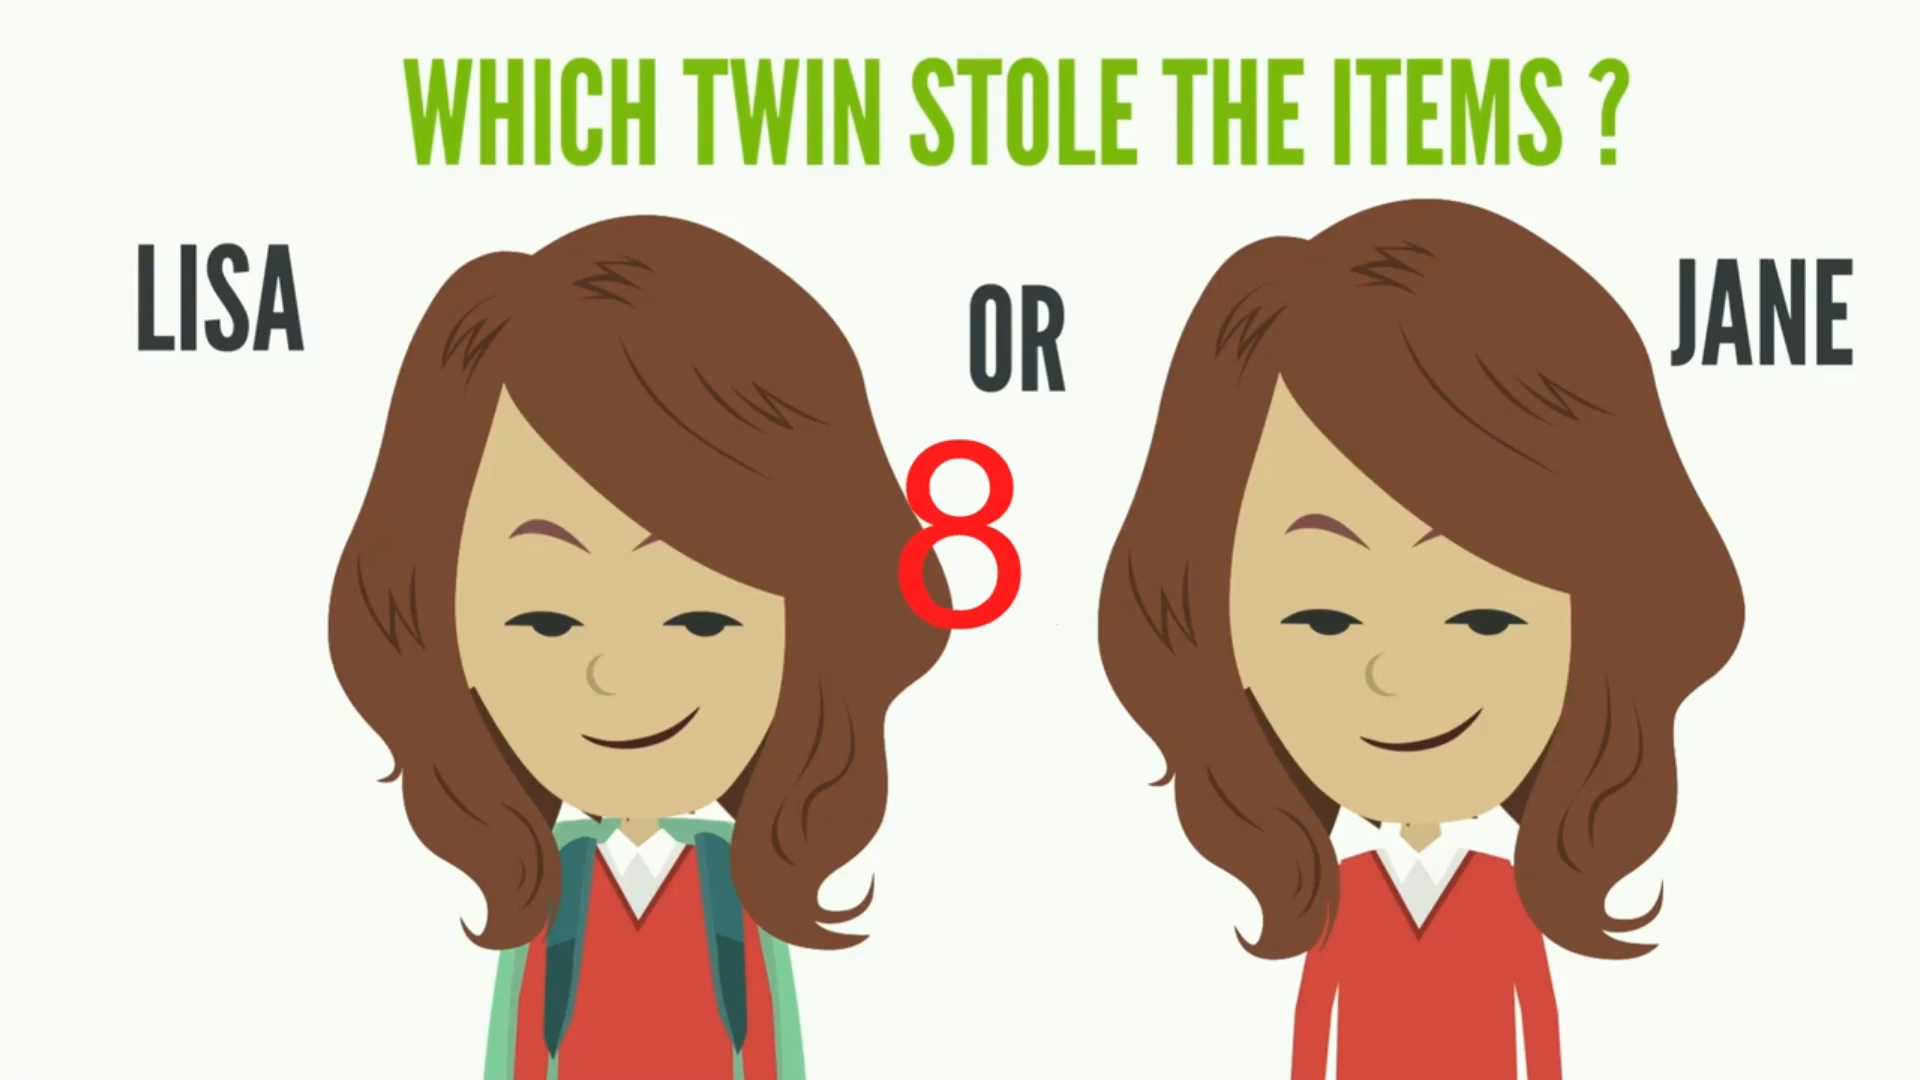 WHICH TWIN STOLE THE ITEMS ?
LISA
OR
JANE
8